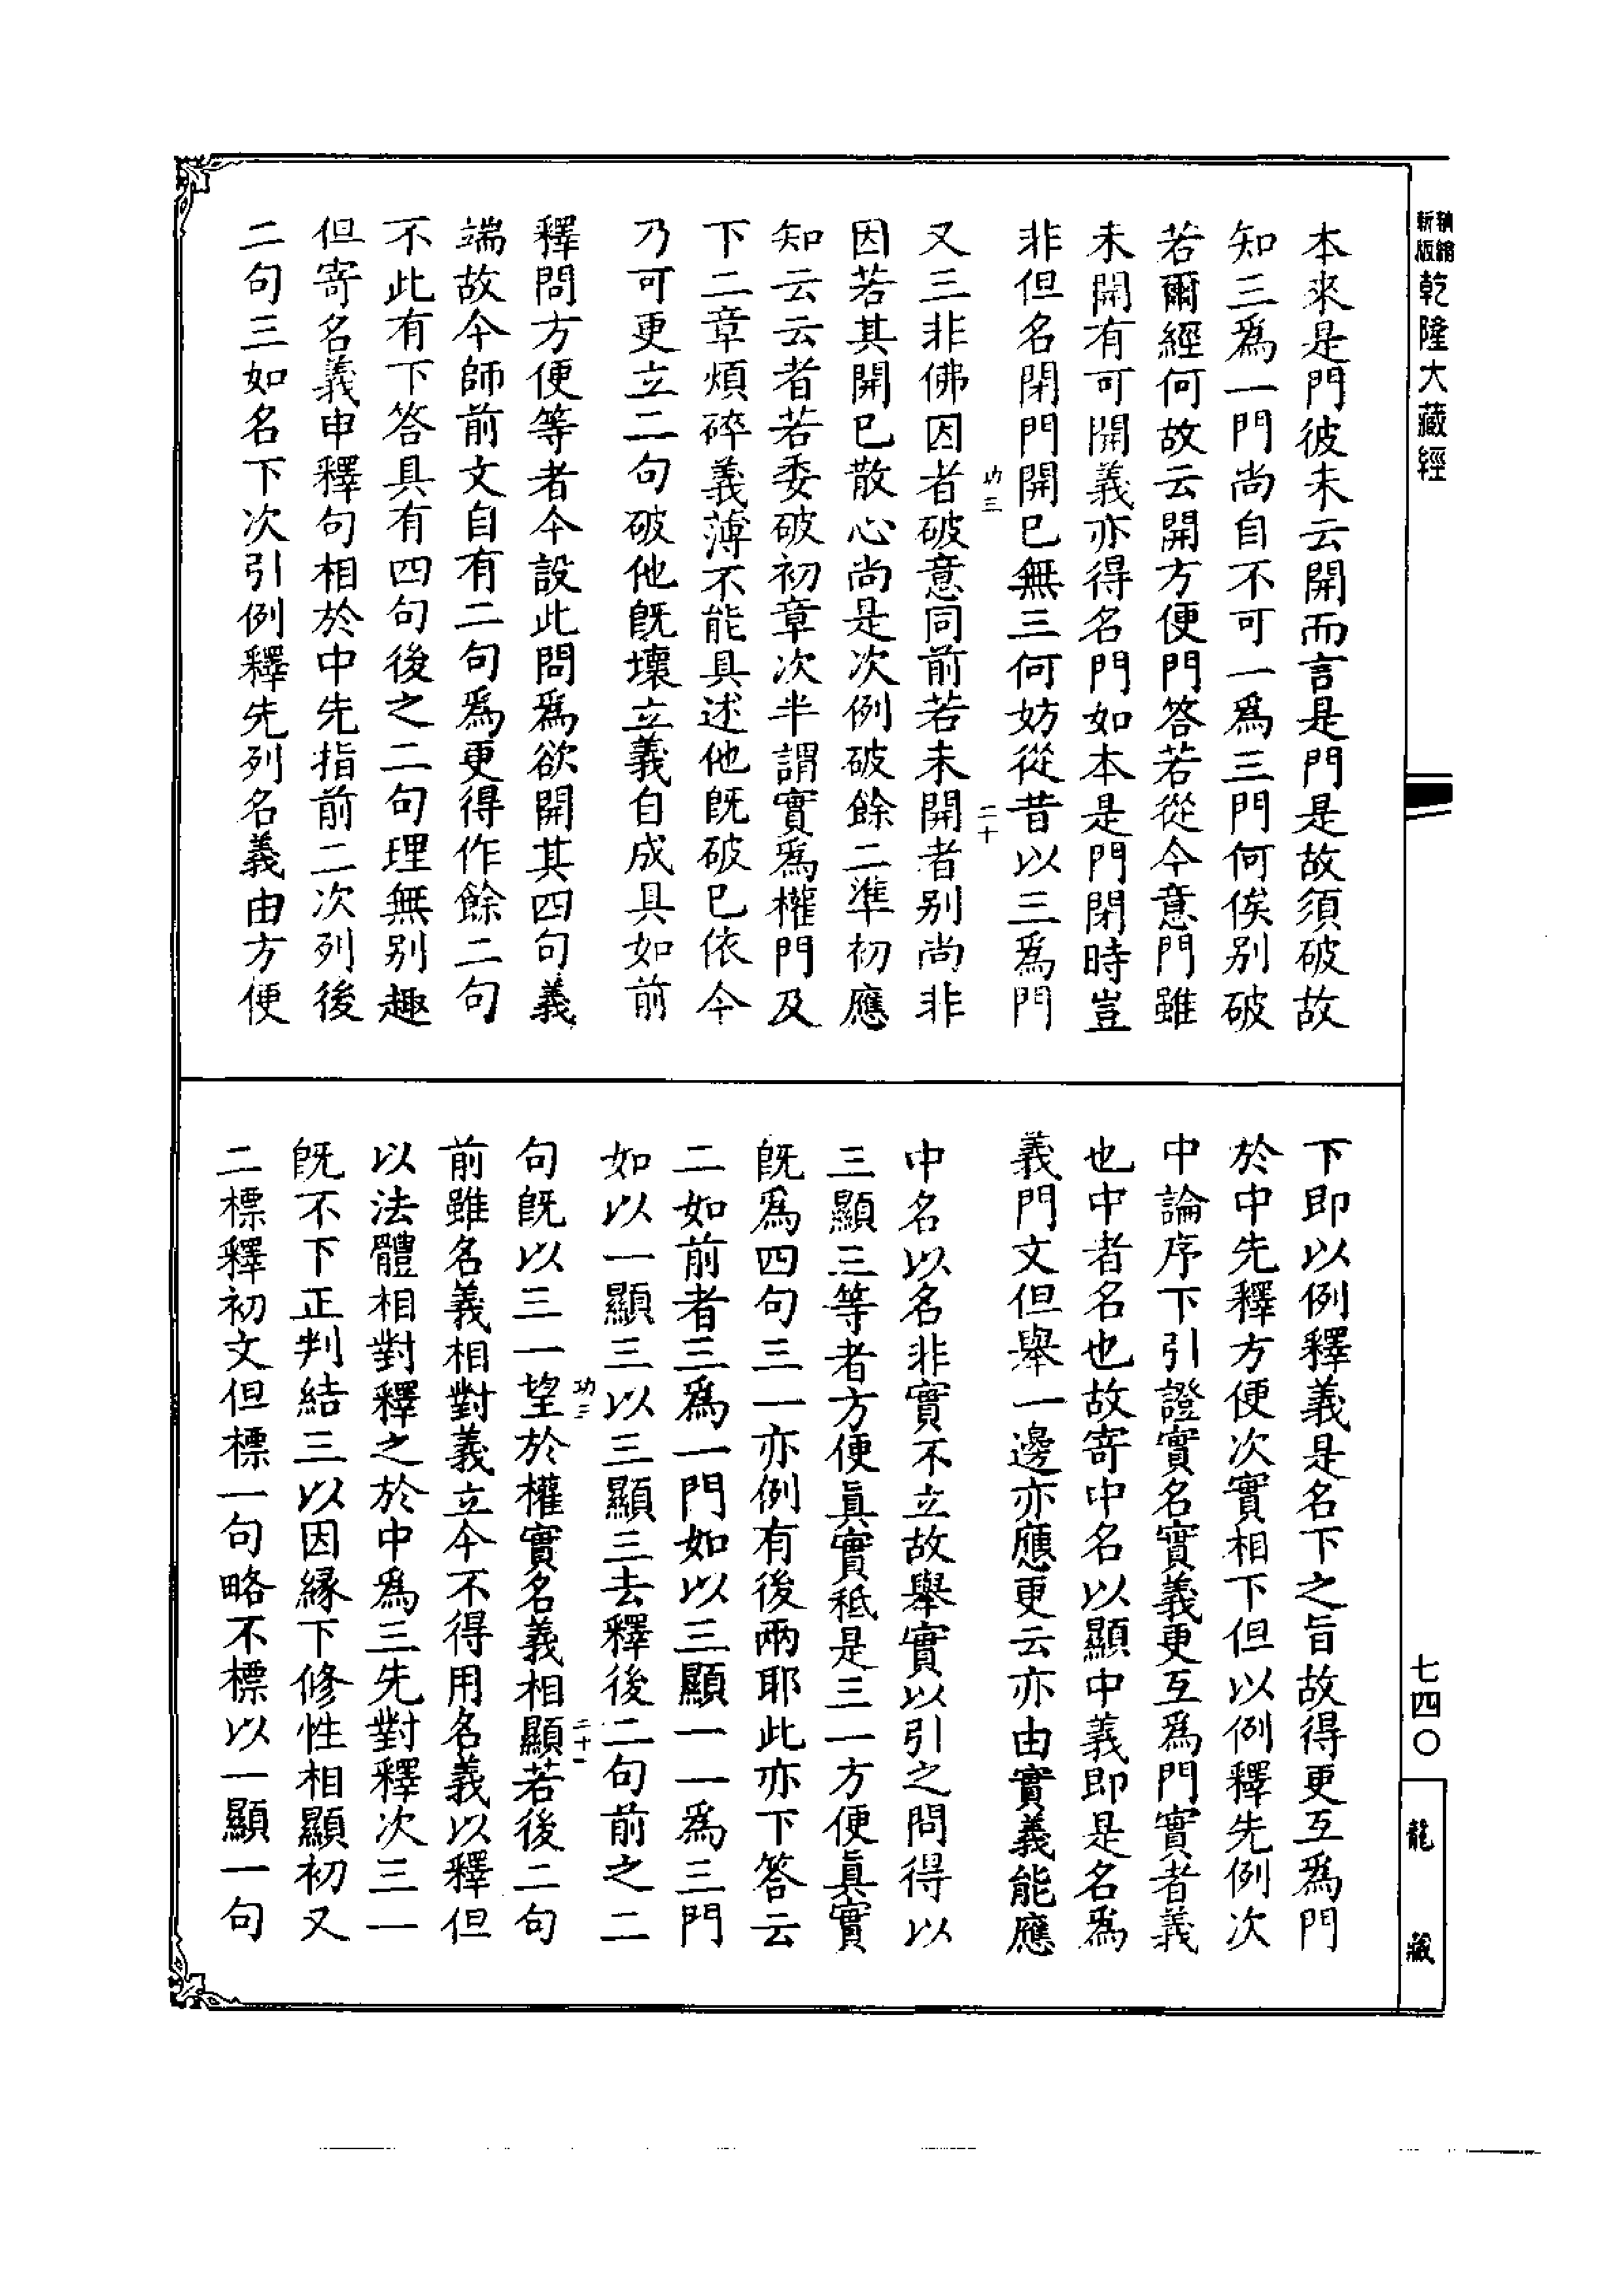 新版精縮乾隆大藏經
本來是門彼未云開而言是門是故須破故
知三爲一門尚自不可一爲三門何俟别破
若爾經何故云開方便門答若從今意門雖
未開有可開義亦得名門如本是門閉時豈
非但名閉門開已無三何妨從昔以三爲門
功三 二十
又三非佛因者破意同前若未開者别尚非
因若其開已散心尚是次例破餘二準初應
知云云者若委破初章次半謂實爲權門及
下二章煩碎義薄不能具述他旣破已依今
乃可更立二句破他旣壞立義自成具如前
釋問方便等者今設此問爲欲開其四句義
端故今師前文自有二句爲更得作餘二句
不此有下答具有四句後之二句理無别趣
但寄名義申釋句相於中先指前二次列後
二句三如名下次引例釋先列名義由方便
下即以例釋義是名下之旨故得更互爲門
於中先釋方便次實相下但以例釋先例次
中論序下引證實名實義更互爲門實者義
也中者名也故寄中名以顯中義即是名爲
義門文但舉一邊亦應更云亦由實義能應
中名以名非實不立故舉實以引之問得以
三顯三等者方便眞實秖是三一方便眞實
旣爲四句三一亦例有後兩耶此亦下答云
二如前者三爲一門如以三顯一一爲三門
如以一顯三以三顯三去釋後二句前之二
功三 二十一
句旣以三一望於權實名義相顯若後二句
前雖名義相對義立今不得用名義以釋但
以法體相對釋之於中爲三先對釋次三一
旣不下正判結三以因緣下修性相顯初又
二標釋初文但標一句略不標以一顯一句
七四〇
龍藏